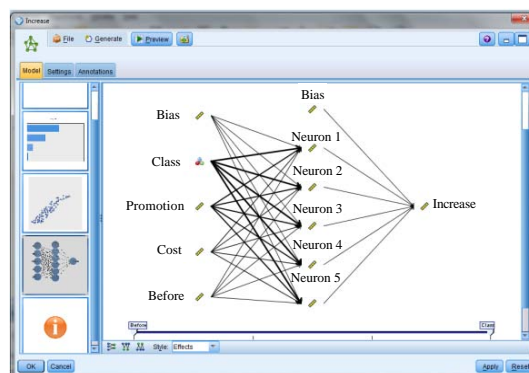 Increase
File Generate Preview
Model Settings Annotations
Bias
Bias
Neuron 1
Class
Neuron 2
Promotion
Neuron 3
Increase
Neuron 4
Cost
Neuron 5
Before
Before Class
Style: Effects
OK Cancel Apply Reset